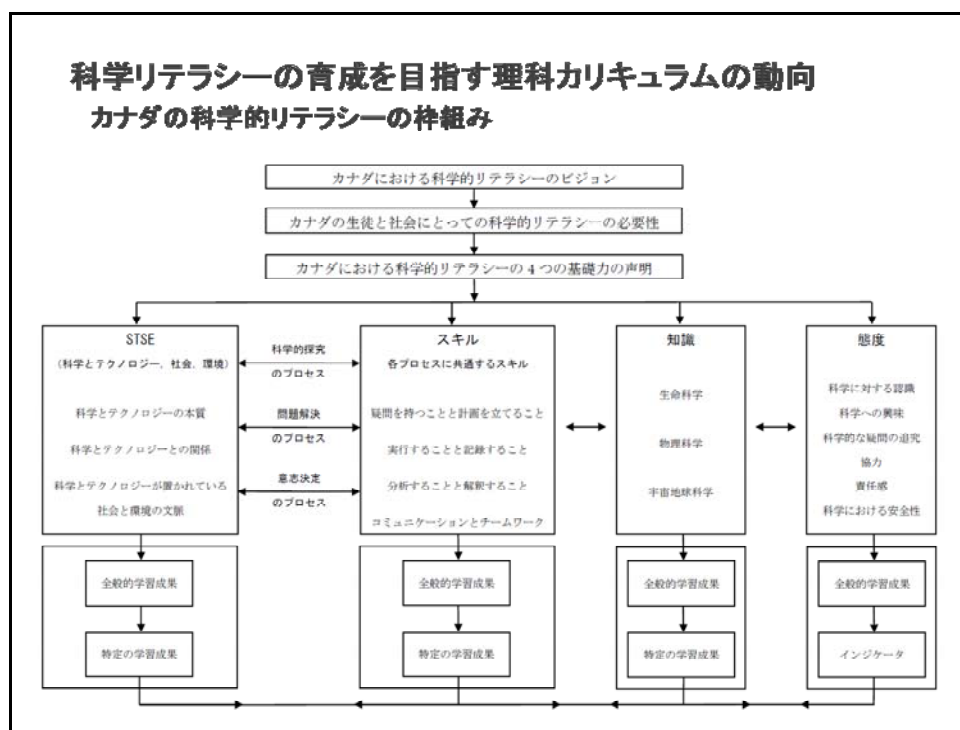 科学リテラシーの育成を目指す理科カリキュラムの動向
カナダの科学的リテラシーの枠組み
カナダにおける科学的リテラシーのビジョン
カナダの生徒と社会にとっての科学的リテラシーの必要性
カナダにおける科学的リテラシーの4つの基礎力の声明
STSE
(科学とテクノロジー、社会、環境)
科学とテクノロジーの本質
科学とテクノロジーとの関係
科学とテクノロジーが置かれている
社会と環境の文脈
科学的探究
のプロセス
問題解決
のプロセス
意志決定
のプロセス
スキル
各プロセスに共通するスキル
疑問を持つことと計画を立てること
実行することと記録すること
分析することと解釈すること
コミュニケーションとチームワーク
知識
生命科学
物理科学
宇宙地球科学
態度
科学に対する認識
科学への興味
科学的な疑問の追究
協力
責任感
科学における安全性
全般的学習成果
特定の学習成果
全般的学習成果
特定の学習成果
全般的学習成果
特定の学習成果
全般的学習成果
インジケータ